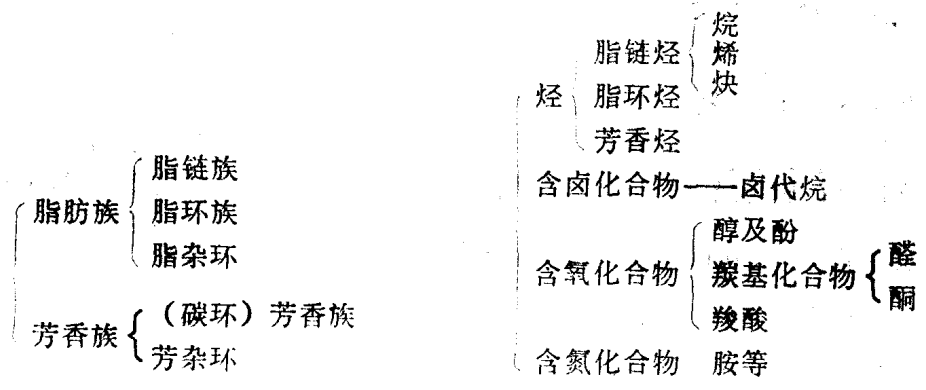 脂肪族
脂链族
脂环族
脂杂环
芳香族
（碳环）芳香族
芳杂环
烃
脂链烃
烷
烯
炔
脂环烃
芳香烃
含卤化合物——卤代烷
含氧化合物
醇及酚
羰基化合物
醛
酮
羧酸
含氮化合物 胺等